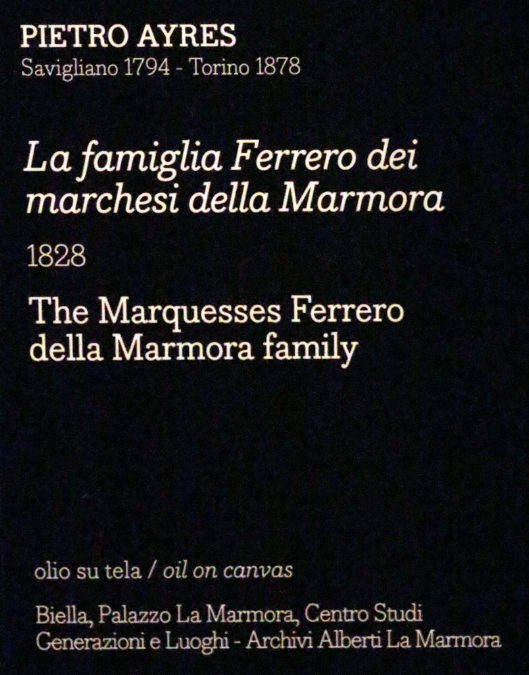 PIETRO AYRES
Savigliano 1794 - Torino 1878
La famiglia Ferrero dei
marchesi della Marmora
1828
The Marquesses Ferrero
della Marmora family
olio su tela / oil on canvas
Biella, Palazzo La Marmora, Centro Studi
Generazioni e Luoghi - Archivi Alberti La Marmora